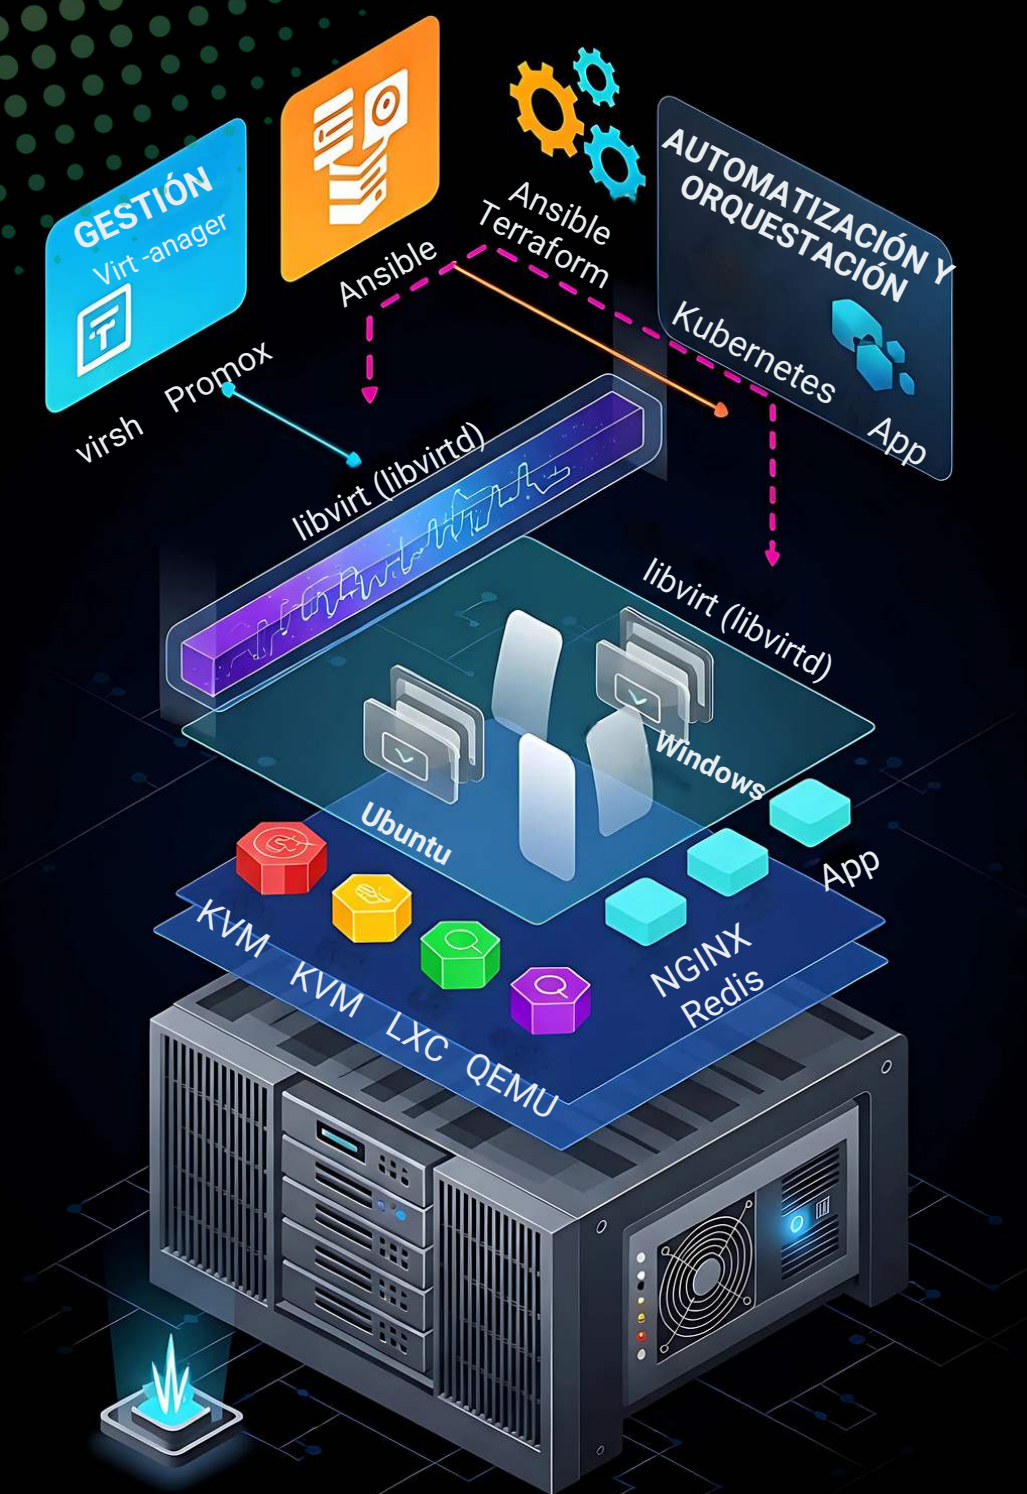 GESTIÓN
Virt -anager
virsh
Promox
Ansible
Ansible
Terraform
AUTOMATIZACIÓN Y
ORQUESTACIÓN
Kubernetes
App
libvirt (libvirtd)
libvirt (libvirtd)
Ubuntu
Windows
App
NGINX
Redis
KVM
KVM
LXC
QEMU